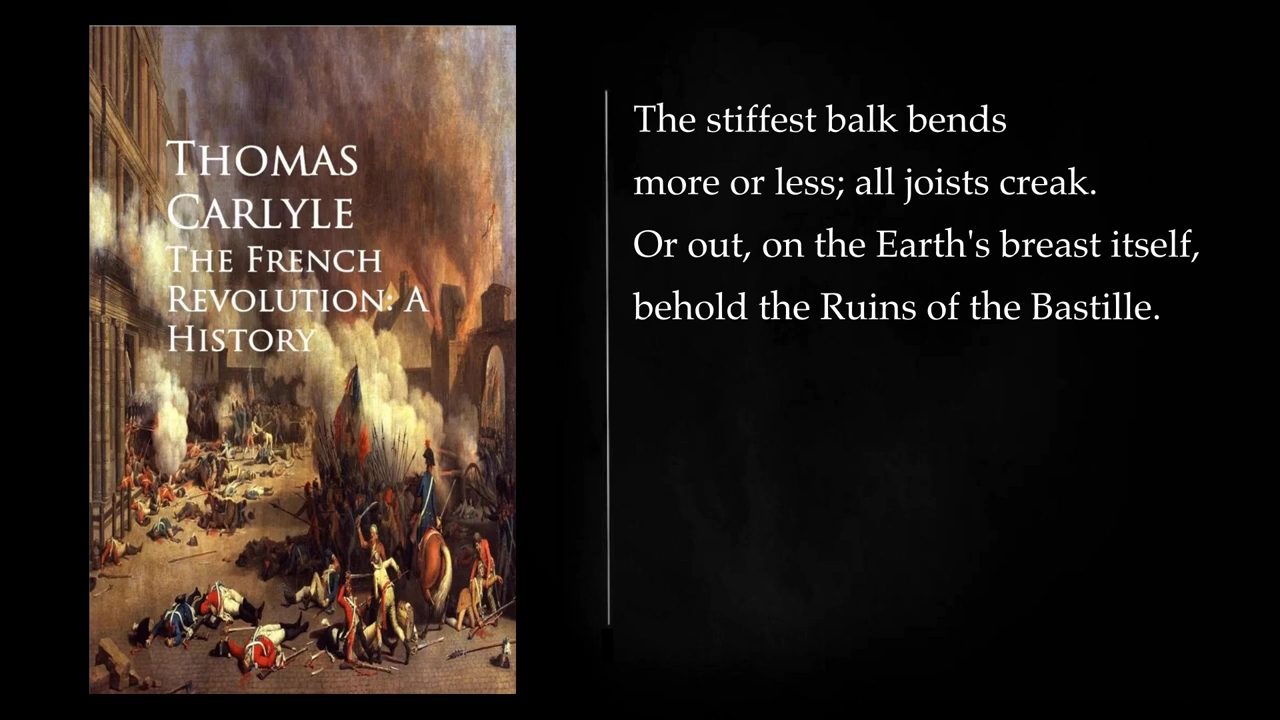 THOMAS
CARLYLE
THE FRENCH
REVOLUTION: A
HISTORY
The stiffest balk bends
more or less; all joists creak.
Or out, on the Earth's breast itself,
behold the Ruins of the Bastille.